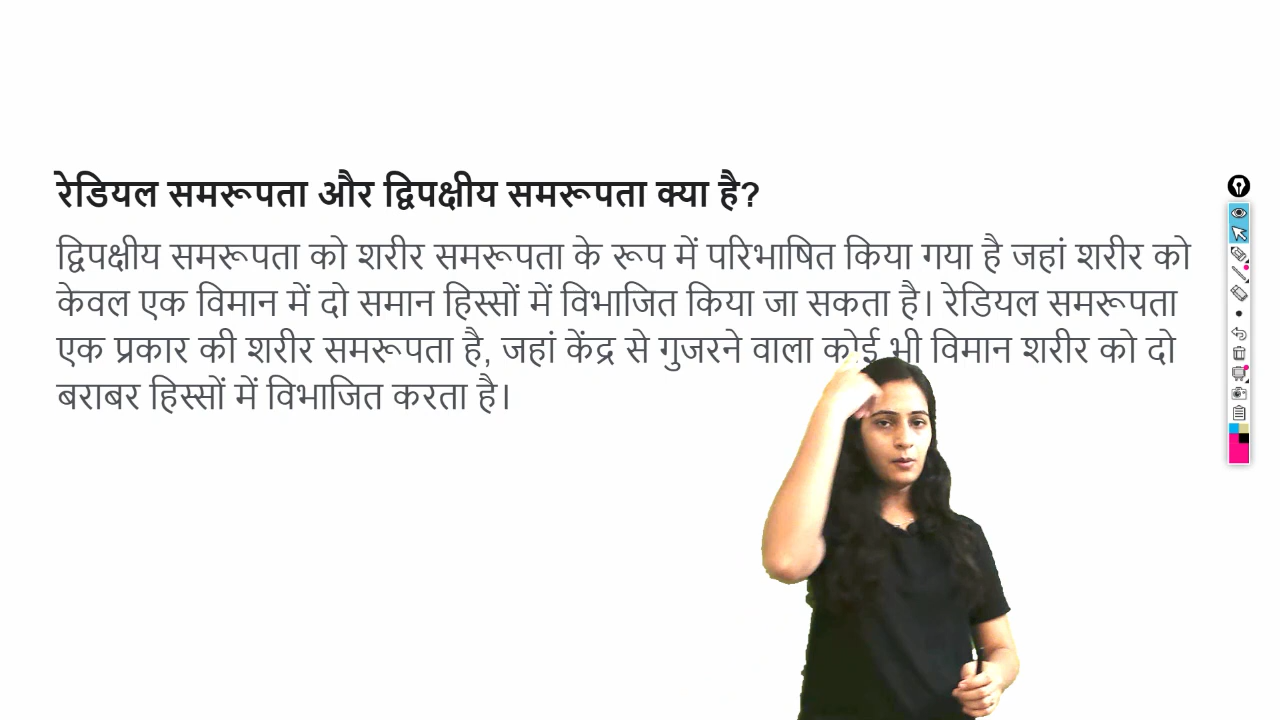 रेडियल समरूपता और द्विपक्षीय समरूपता क्या है?
द्विपक्षीय समरूपता को शरीर समरूपता के रूप में परिभाषित किया गया है जहां शरीर को
केवल एक विमान में दो समान हिस्सों में विभाजित किया जा सकता है। रेडियल समरूपता
एक प्रकार की शरीर समरूपता है, जहां केंद्र से गुजरने वाला कोई भी विमान शरीर को दो
बराबर हिस्सों में विभाजित करता है।